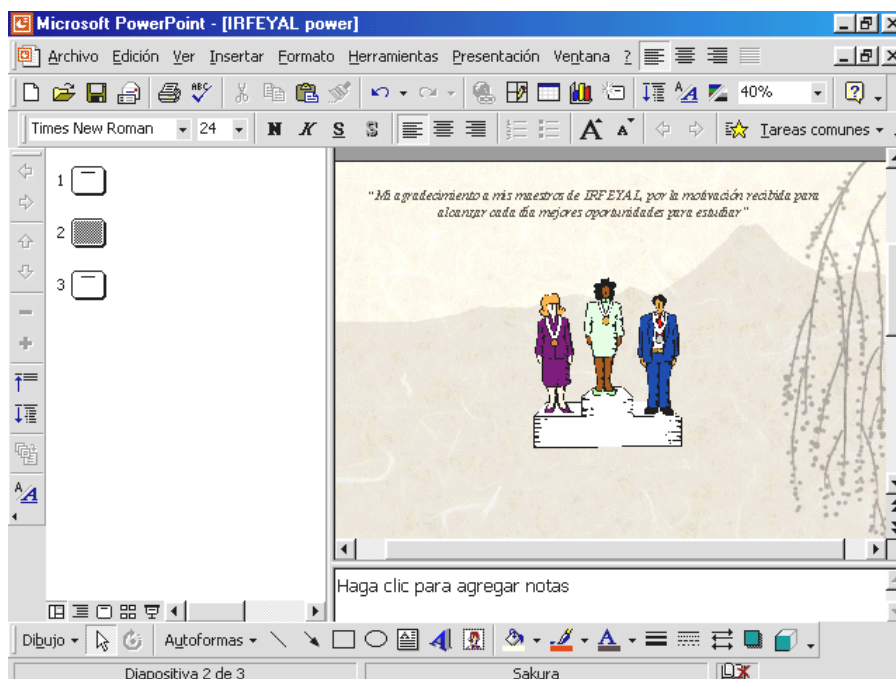 Microsoft PowerPoint - [IRFEYAL power]
Archivo Edición Ver Insertar Formato Herramientas Presentación Ventana ?
40%
Times New Roman 24 N K S S Tareas comunes
1
2
3
"Mi agradecimiento a mis maestros de IRFEYAL, por la motivación recibida para
alcanzar cada día mejores oportunidades para estudiar"
Haga clic para agregar notas
Dibujo Autoformas
Diapositiva 2 de 3 Sakura